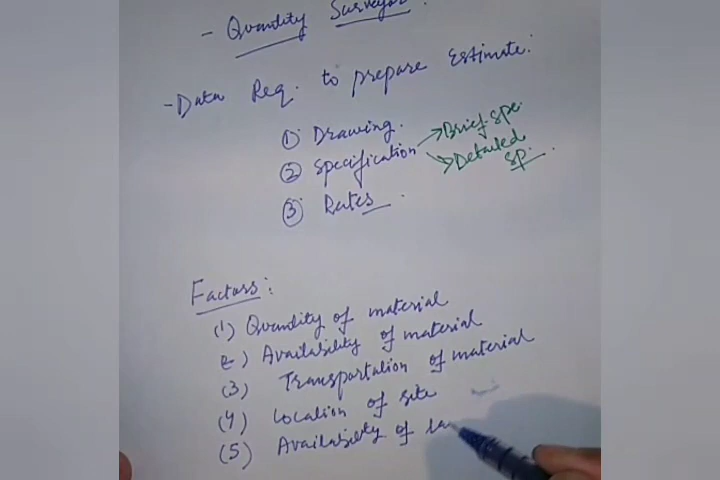 - Quantity Surveyor
- Data Req. to prepare Estimate:
① Drawing.
② Specification → Brief. spe.
→ Detailed sp.
③ Rates.
Factors:
(1) Quantity of material
2) Availability of material
(3) Transportation of material
(4) Location of site
(5) Availability of la